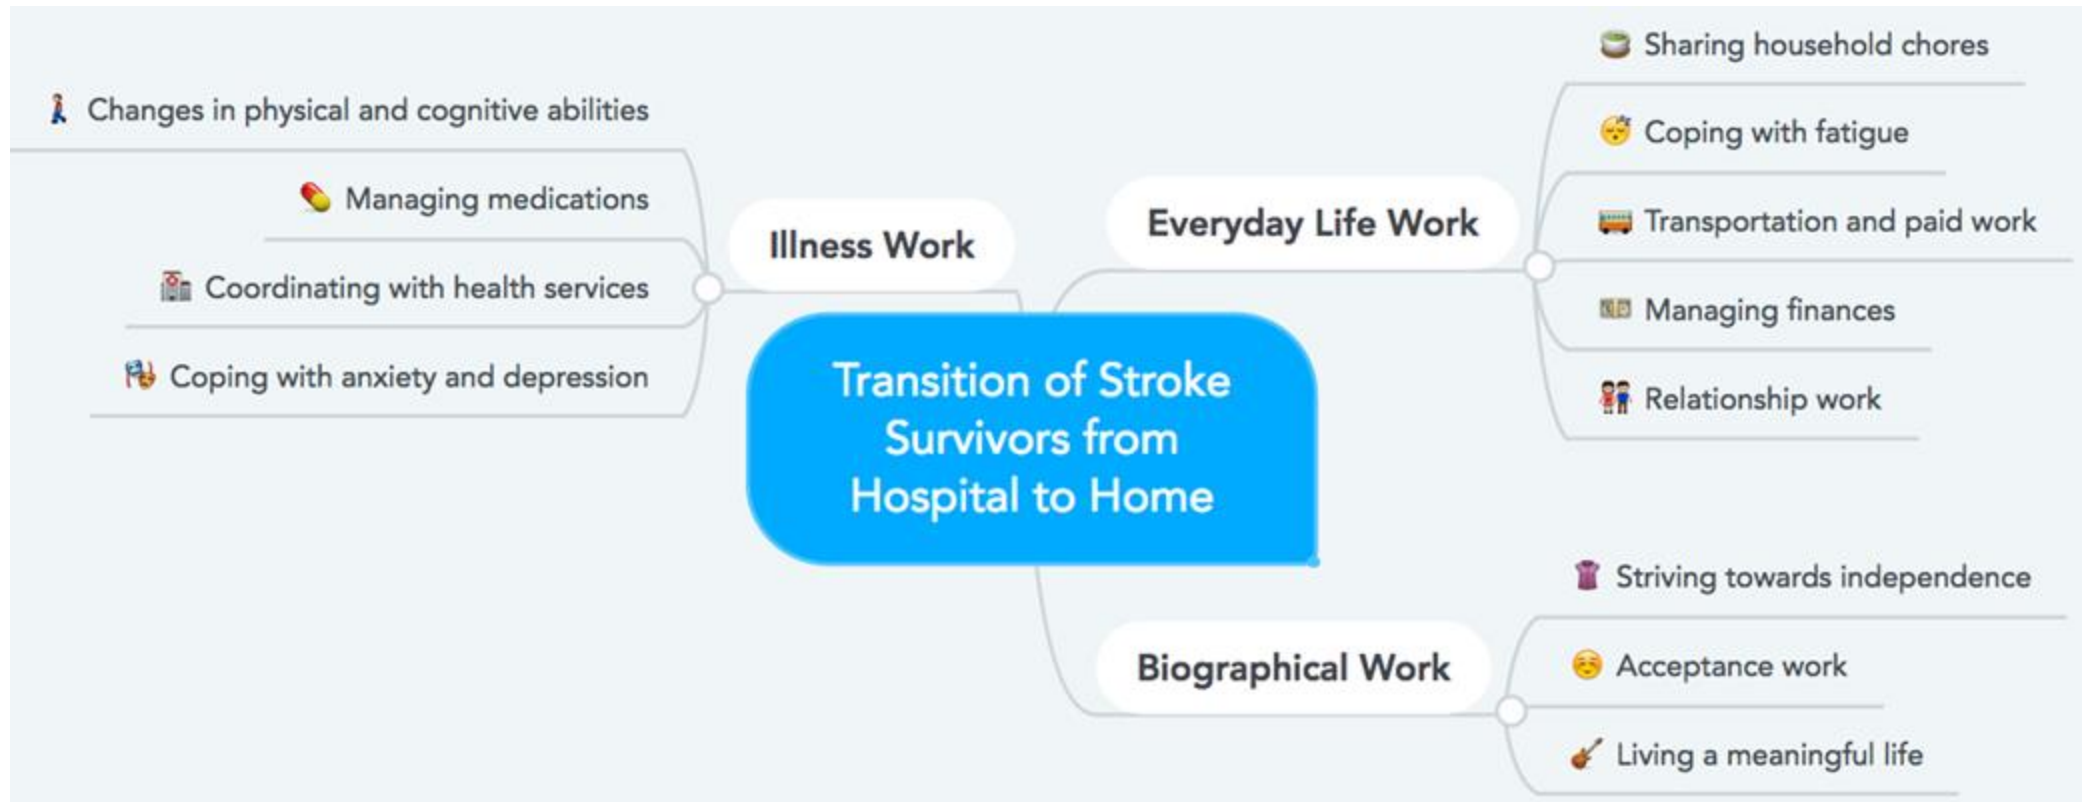 Changes in physical and cognitive abilities
Managing medications
Coordinating with health services
Coping with anxiety and depression
Illness Work
Transition of Stroke
Survivors from
Hospital to Home
Everyday Life Work
Sharing household chores
Coping with fatigue
Transportation and paid work
Managing finances
Relationship work
Biographical Work
Striving towards independence
Acceptance work
Living a meaningful life